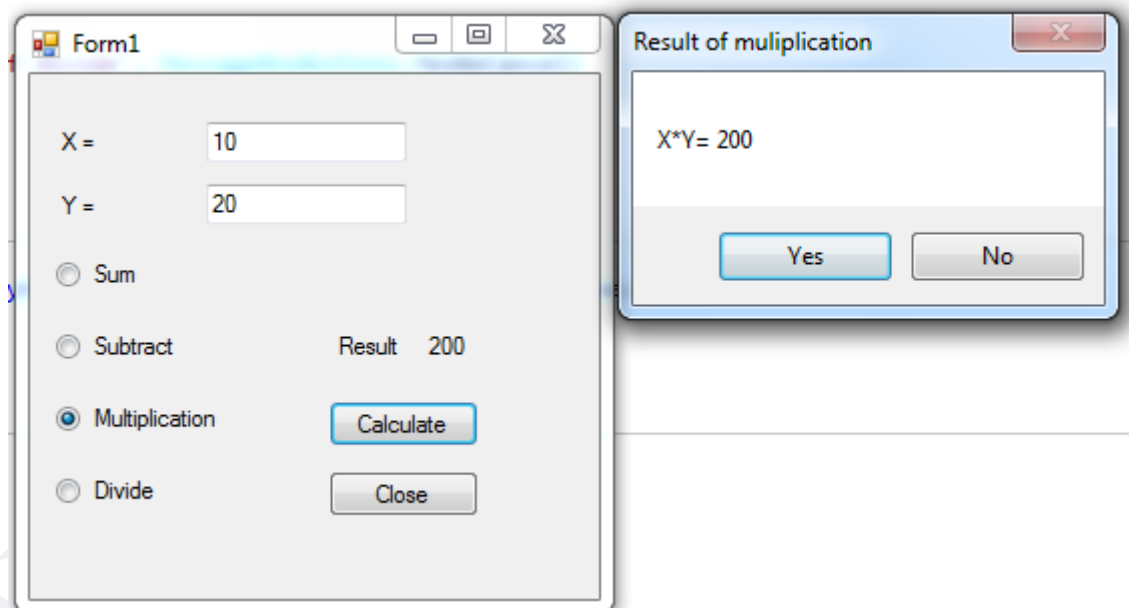 Form1
X = 10
Y = 20
Sum
Subtract
Result 200
Multiplication
Calculate
Divide
Close
Result of muliplication
X*Y= 200
Yes No